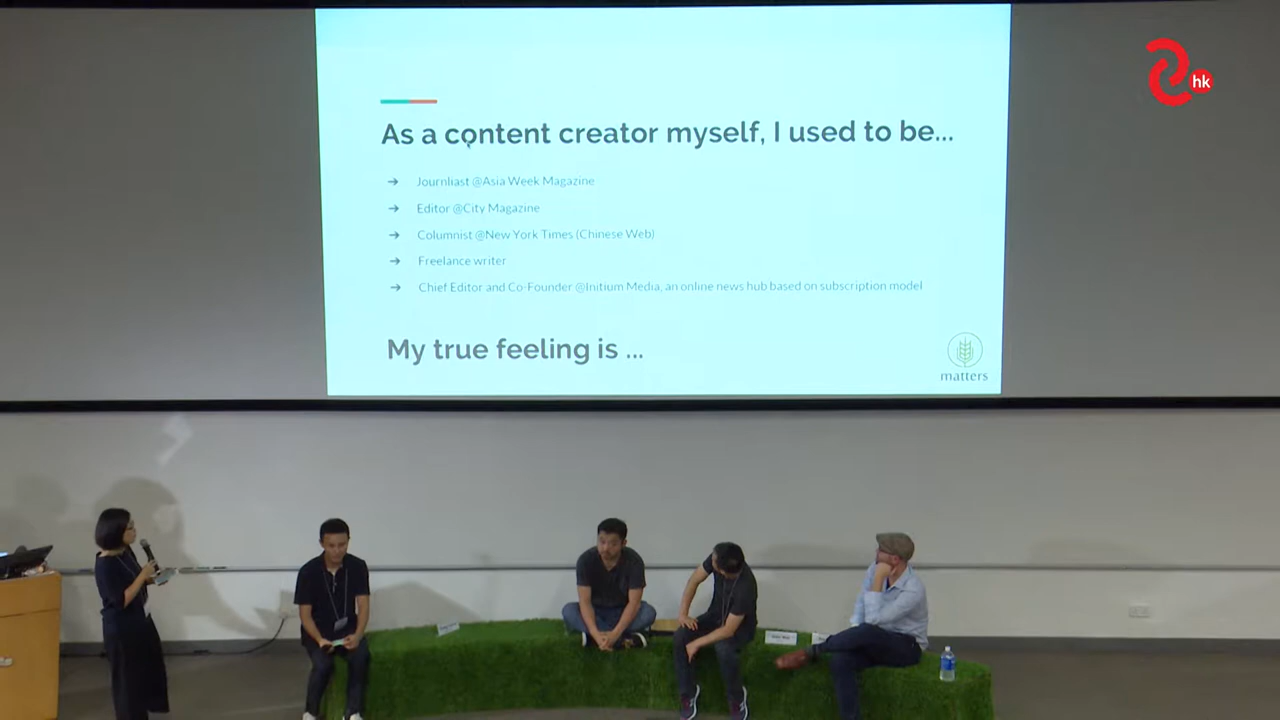 hk
As a content creator myself, I used to be...
→ Journliast @Asia Week Magazine
→ Editor @City Magazine
→ Columnist @New York Times (Chinese Web)
→ Freelance writer
→ Chief Editor and Co-Founder @Initium Media, an online news hub based on subscription model
My true feeling is ...
matters